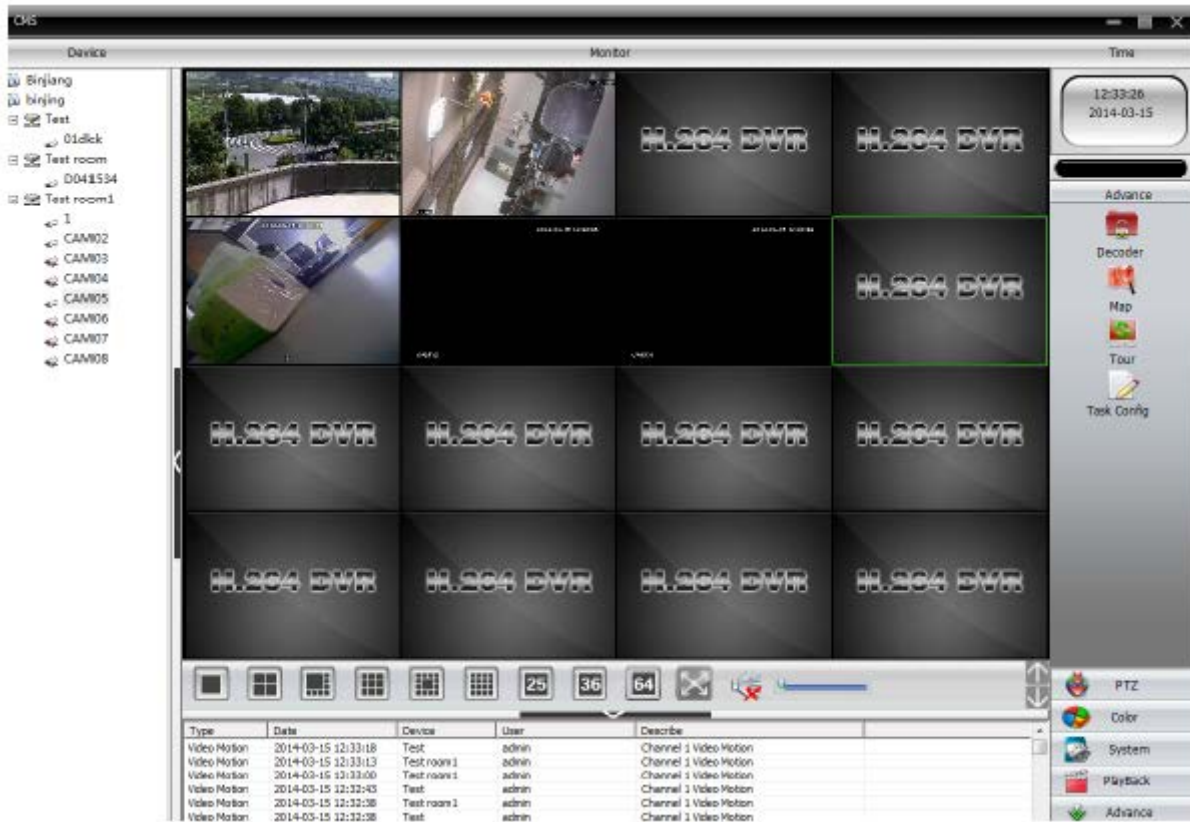 CMS
Device
Monitor
Time
Binjiang
binjing
Test
01dlck
Test room
D041534
Test room1
1
CAM02
CAM03
CAM04
CAM05
CAM06
CAM07
CAM08
H.264 DVR
H.264 DVR
H.264 DVR
H.264 DVR
H.264 DVR
H.264 DVR
H.264 DVR
H.264 DVR
H.264 DVR
H.264 DVR
H.264 DVR
12:33:26
2014-03-15
Advance
Decoder
Map
Tour
Task Config
25 36 64
PTZ
Color
System
PlayBack
Advance
Type Date Device User Describe
Video Motion 2014-03-15 12:33:18 Test admin Channel 1 Video Motion
Video Motion 2014-03-15 12:33:13 Test room1 admin Channel 1 Video Motion
Video Motion 2014-03-15 12:33:00 Test room1 admin Channel 1 Video Motion
Video Motion 2014-03-15 12:32:43 Test admin Channel 1 Video Motion
Video Motion 2014-03-15 12:32:38 Test room1 admin Channel 1 Video Motion
Video Motion 2014-03-15 12:32:38 Test admin Channel 1 Video Motion